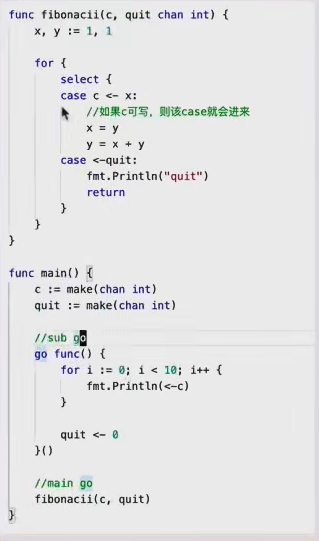 func fibonacii(c, quit chan int) {
x, y := 1, 1
for {
select {
case c <- x:
//如果c可写，则该case就会进来
x = y
y = x + y
case <-quit:
fmt.Println("quit")
return
}
}
}
func main() {
c := make(chan int)
quit := make(chan int)
//sub go
go func() {
for i := 0; i < 10; i++ {
fmt.Println(<-c)
}
quit <- 0
}()
//main go
fibonacii(c, quit)
}